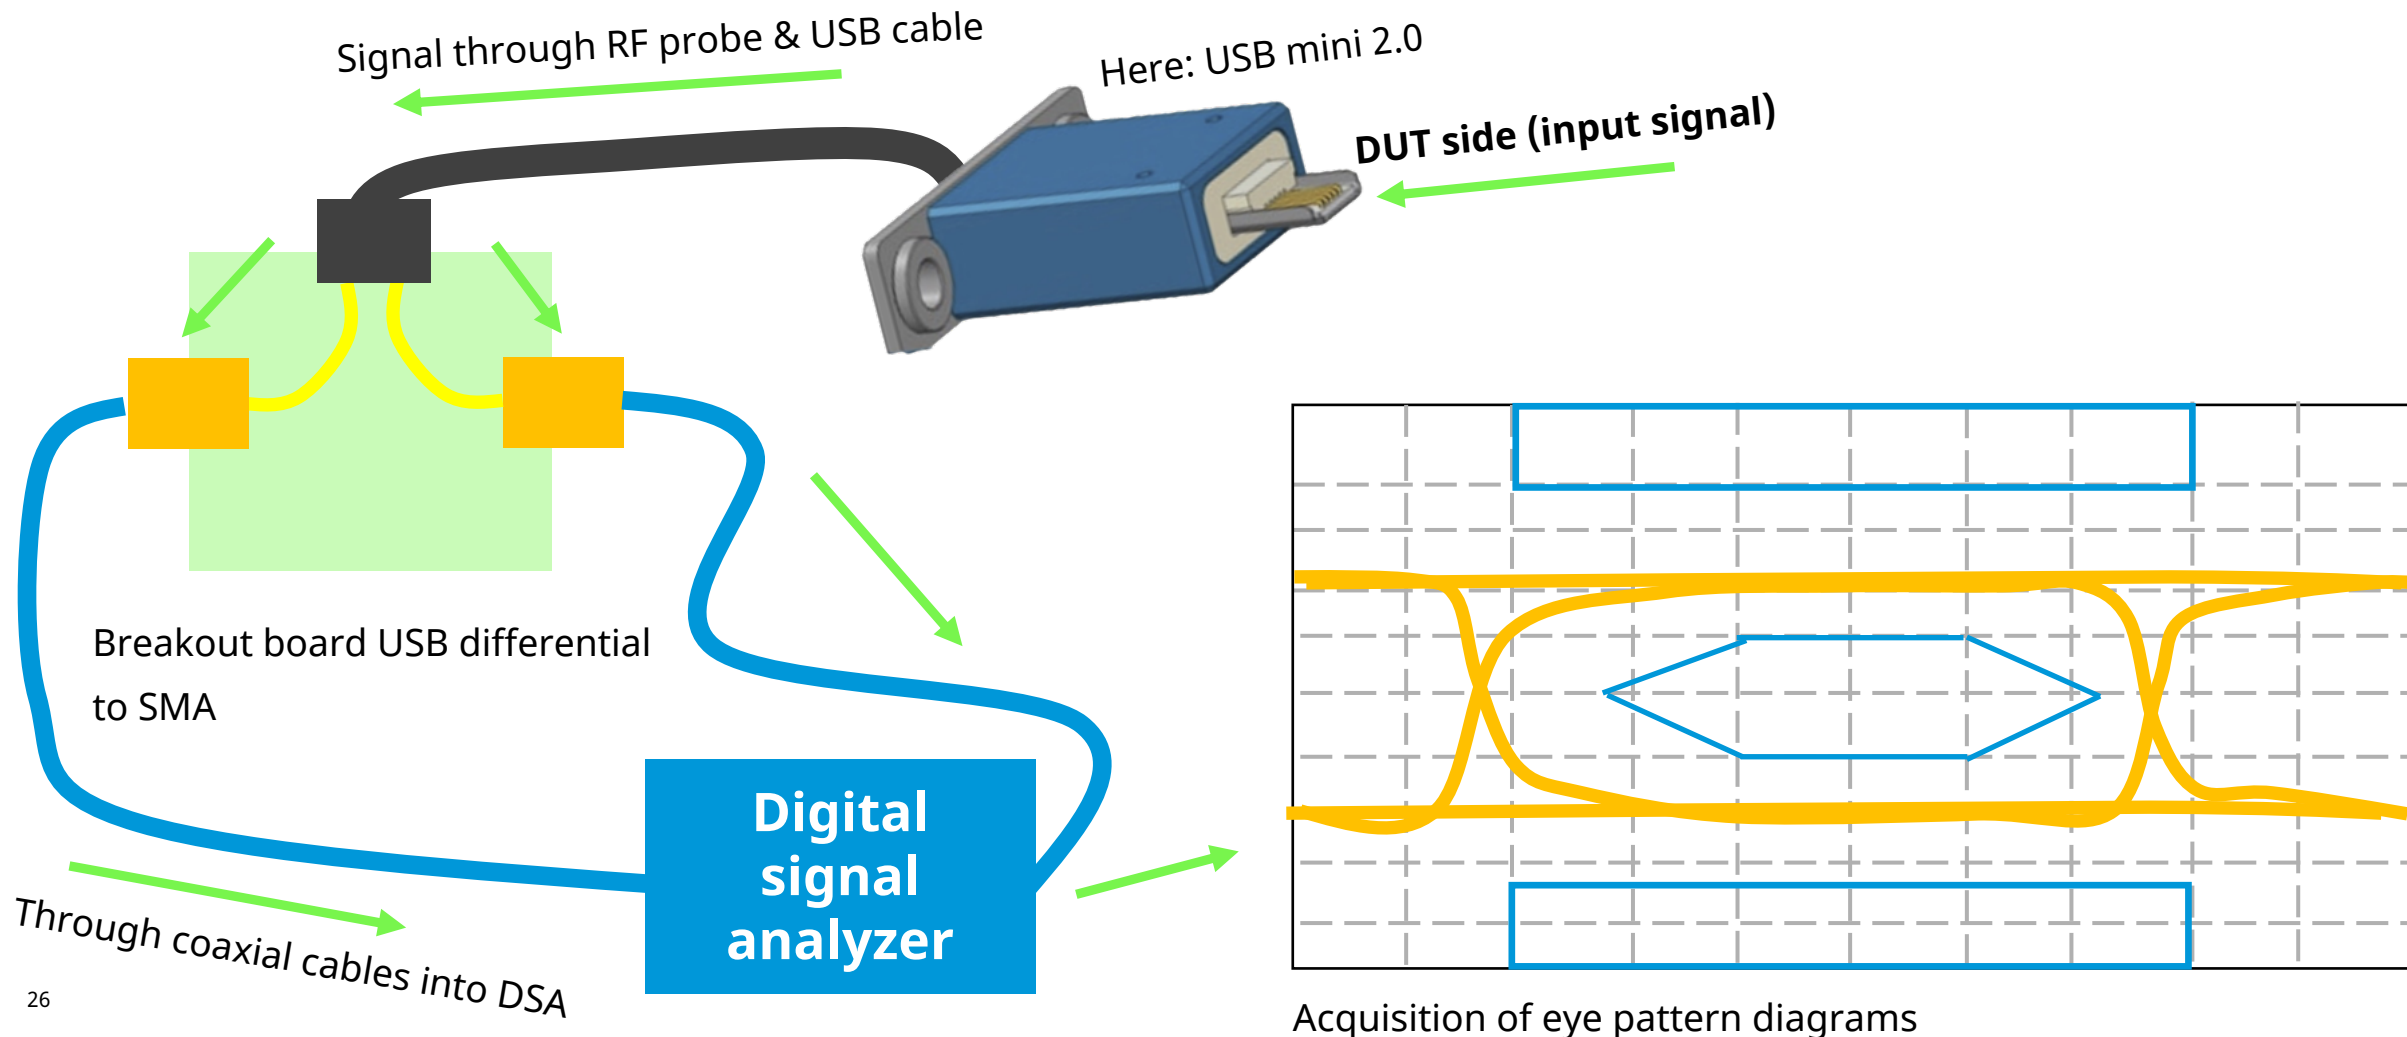 Signal through RF probe & USB cable
Here: USB mini 2.0
DUT side (input signal)
Breakout board USB differential
to SMA
Digital
signal
analyzer
Through coaxial cables into DSA
26
Acquisition of eye pattern diagrams